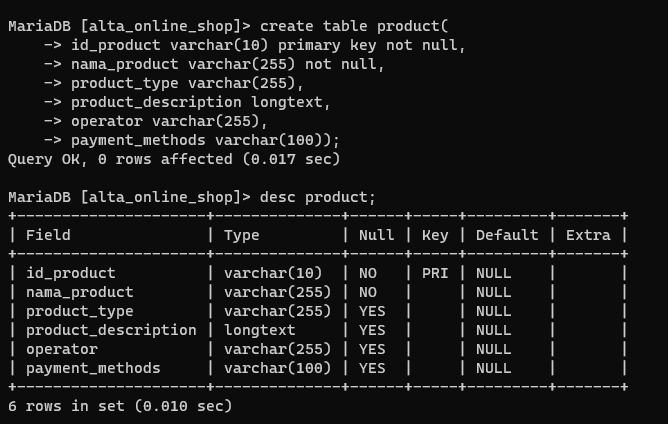 MariaDB [alta_online_shop]> create table product(
    -> id_product varchar(10) primary key not null,
    -> nama_product varchar(255) not null,
    -> product_type varchar(255),
    -> product_description longtext,
    -> operator varchar(255),
    -> payment_methods varchar(100));
Query OK, 0 rows affected (0.017 sec)

MariaDB [alta_online_shop]> desc product;
+---------------------+--------------+------+-----+---------+-------+
| Field               | Type         | Null | Key | Default | Extra |
+---------------------+--------------+------+-----+---------+-------+
| id_product          | varchar(10)  | NO   | PRI | NULL    |       |
| nama_product        | varchar(255) | NO   |     | NULL    |       |
| product_type        | varchar(255) | YES  |     | NULL    |       |
| product_description | longtext     | YES  |     | NULL    |       |
| operator            | varchar(255) | YES  |     | NULL    |       |
| payment_methods     | varchar(100) | YES  |     | NULL    |       |
+---------------------+--------------+------+-----+---------+-------+
6 rows in set (0.010 sec)